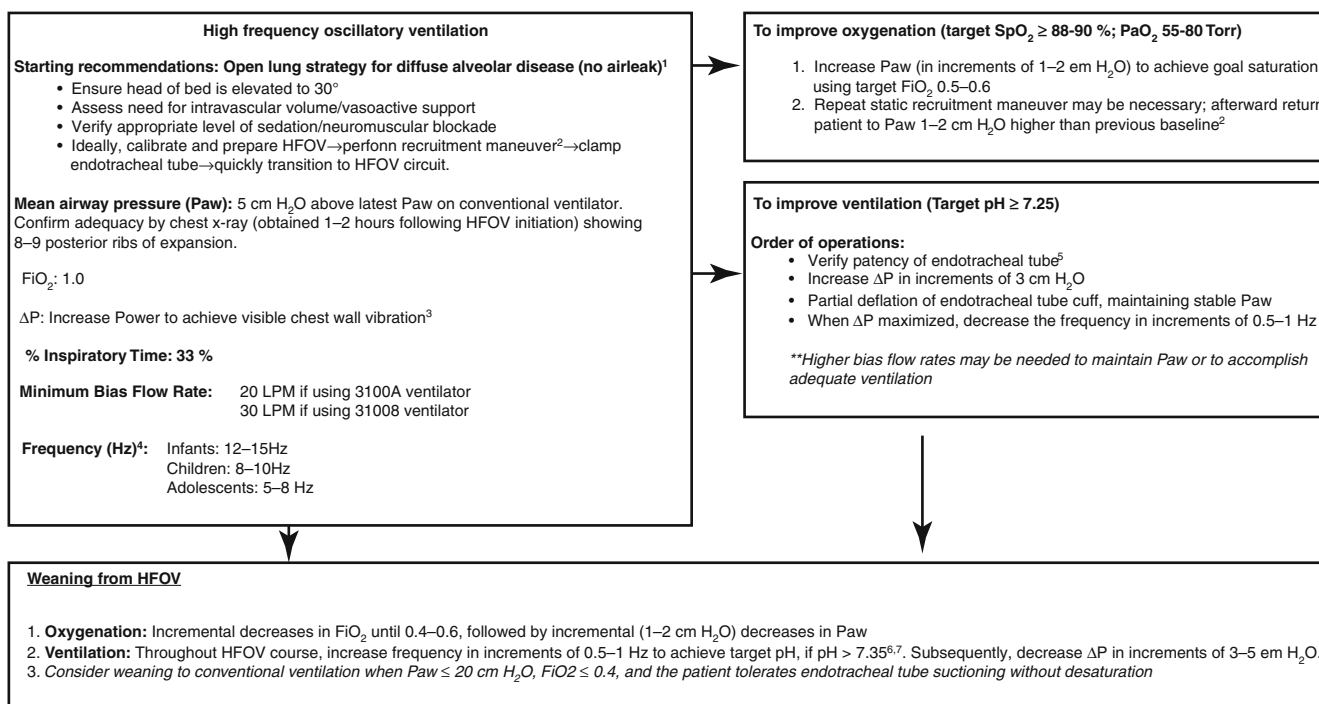 High frequency oscillatory ventilation
Starting recommendations: Open lung strategy for diffuse alveolar disease (no airleak)¹
• Ensure head of bed is elevated to 30°
• Assess need for intravascular volume/vasoactive support
• Verify appropriate level of sedation/neuromuscular blockade
• Ideally, calibrate and prepare HFOV→perfonn recruitment maneuver²→clamp
endotracheal tube→quickly transition to HFOV circuit.
Mean airway pressure (Paw): 5 cm H₂O above latest Paw on conventional ventilator.
Confirm adequacy by chest x-ray (obtained 1–2 hours following HFOV initiation) showing
8–9 posterior ribs of expansion.
FiO₂: 1.0
ΔP: Increase Power to achieve visible chest wall vibration³
% Inspiratory Time: 33 %
Minimum Bias Flow Rate: 20 LPM if using 3100A ventilator
30 LPM if using 31008 ventilator
Frequency (Hz)⁴: Infants: 12–15Hz
Children: 8–10Hz
Adolescents: 5–8 Hz
To improve oxygenation (target SpO₂ ≥ 88-90 %; PaO₂ 55-80 Torr)
1. Increase Paw (in increments of 1–2 em H₂O) to achieve goal saturation
using target FiO₂ 0.5–0.6
2. Repeat static recruitment maneuver may be necessary; afterward return
patient to Paw 1–2 cm H₂O higher than previous baseline²
To improve ventilation (Target pH ≥ 7.25)
Order of operations:
• Verify patency of endotracheal tube⁵
• Increase ΔP in increments of 3 cm H₂O
• Partial deflation of endotracheal tube cuff, maintaining stable Paw
• When ΔP maximized, decrease the frequency in increments of 0.5–1 Hz
**Higher bias flow rates may be needed to maintain Paw or to accomplish
adequate ventilation
Weaning from HFOV
1. Oxygenation: Incremental decreases in FiO₂ until 0.4–0.6, followed by incremental (1–2 cm H₂O) decreases in Paw
2. Ventilation: Throughout HFOV course, increase frequency in increments of 0.5–1 Hz to achieve target pH, if pH > 7.35⁶,⁷. Subsequently, decrease ΔP in increments of 3–5 em H₂O.
3. Consider weaning to conventional ventilation when Paw ≤ 20 cm H₂O, FiO2 ≤ 0.4, and the patient tolerates endotracheal tube suctioning without desaturation